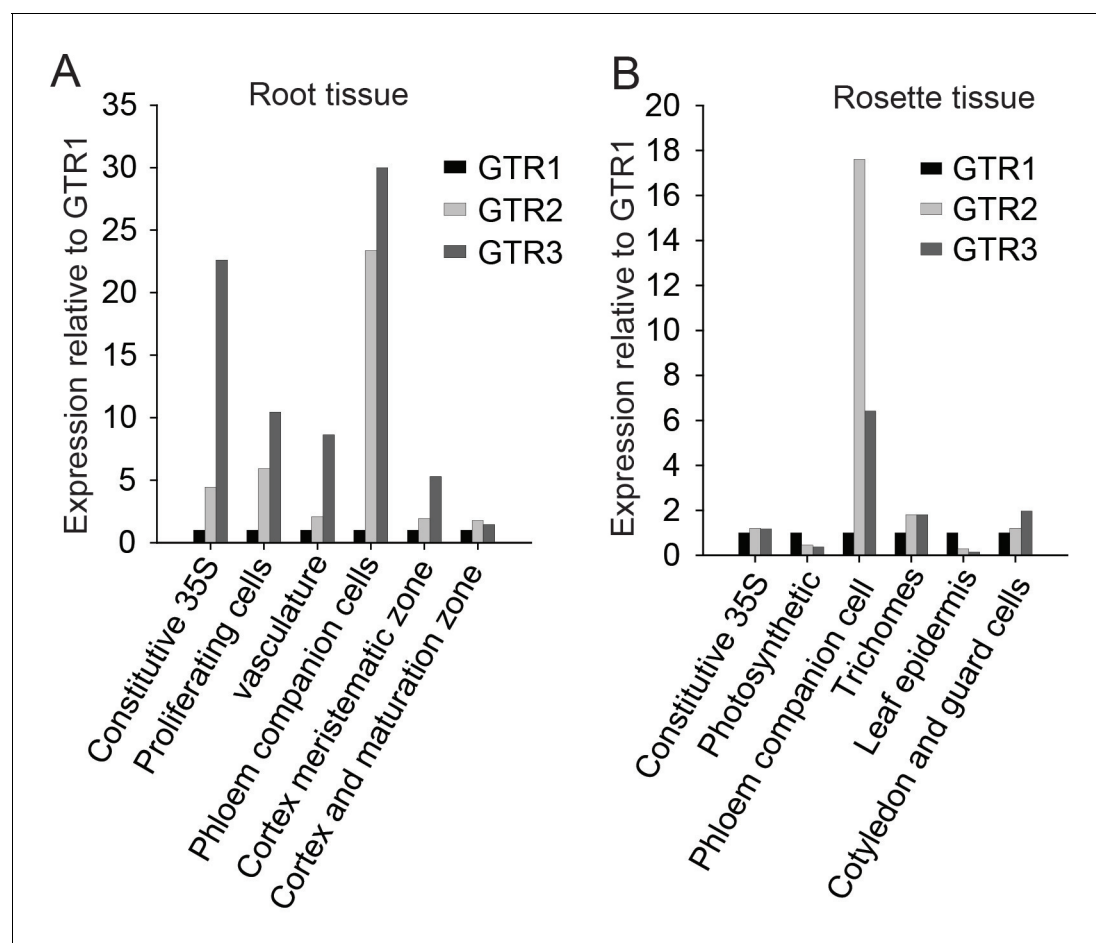 A
Root tissue
Expression relative to GTR1
35
30
25
20
15
10
5
0
GTR1
GTR2
GTR3
Constitutive 35S
Proliferating cells
vasculature
Phloem companion cells
Cortex meristematic zone
Cortex and maturation zone
B
Rosette tissue
Expression relative to GTR1
20
18
16
14
12
10
8
6
4
2
0
GTR1
GTR2
GTR3
Constitutive 35S
Photosynthetic
Phloem companion cell
Trichomes
Leaf epidermis
Cotyledon and guard cells